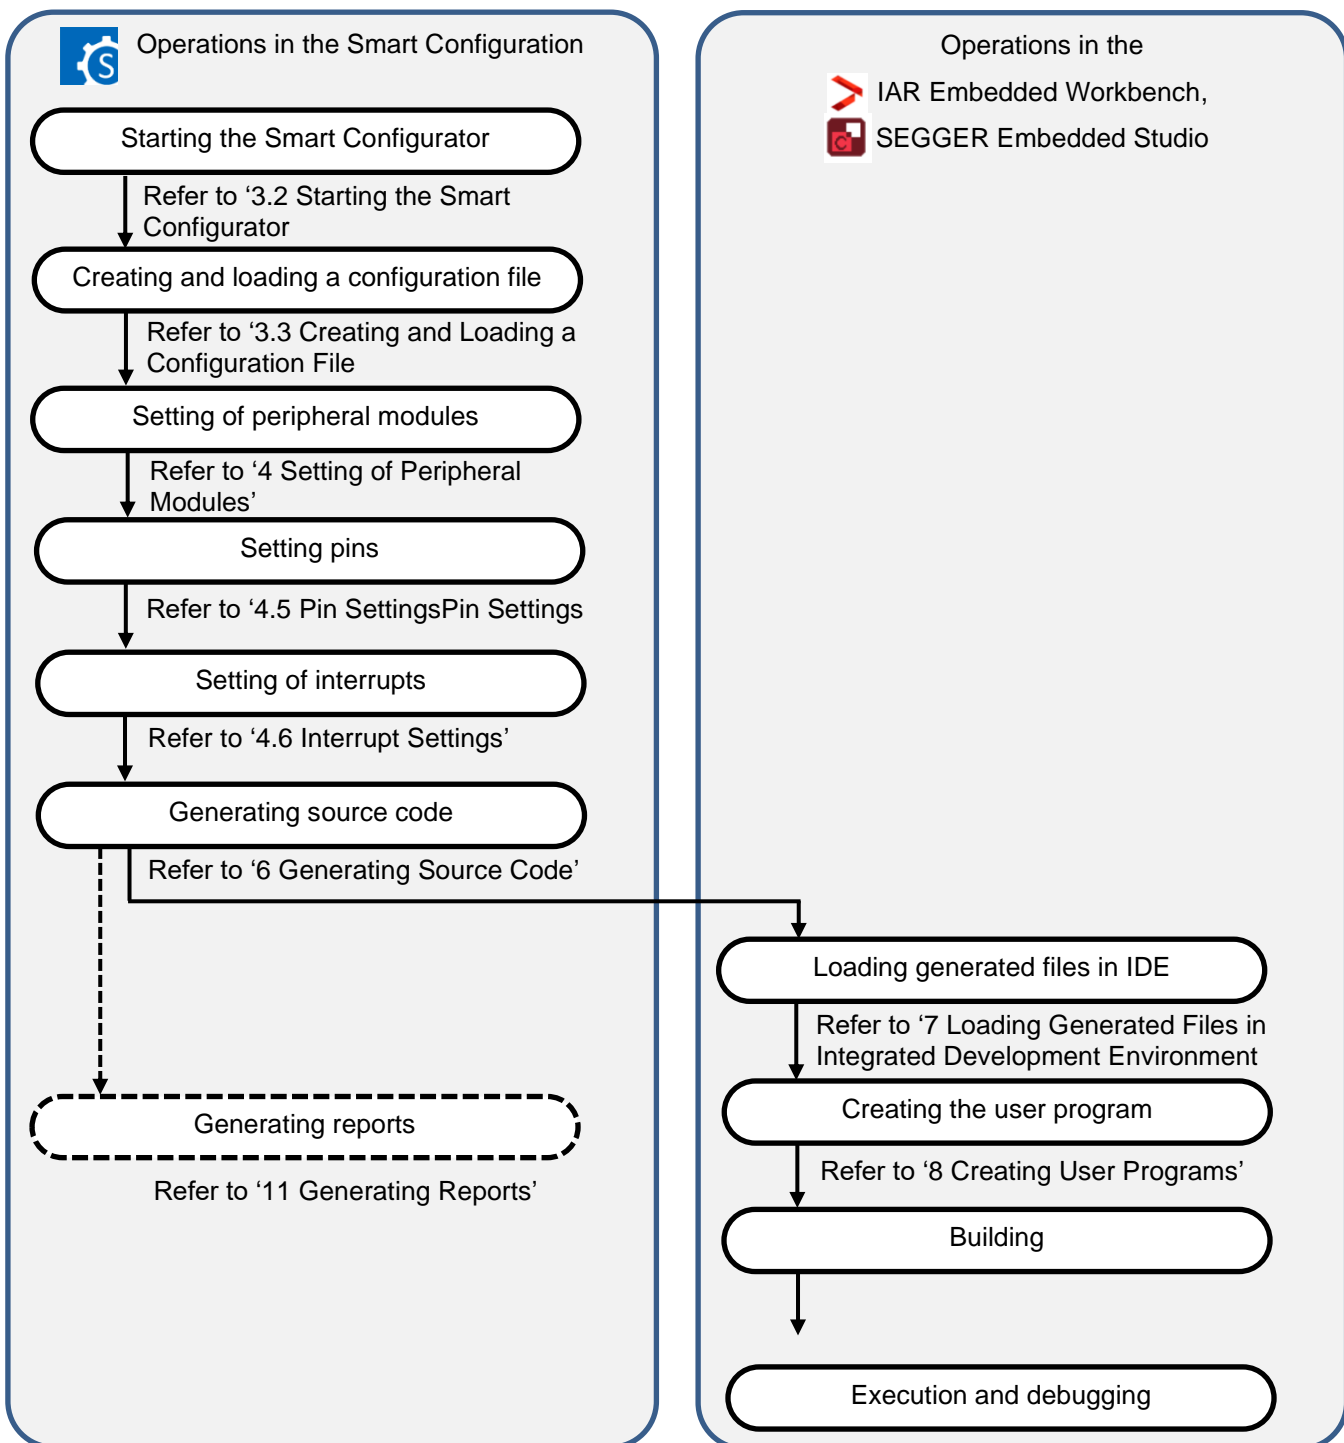 Operations in the Smart Configuration
Starting the Smart Configurator
Refer to ‘3.2 Starting the Smart
Configurator
Creating and loading a configuration file
Refer to ‘3.3 Creating and Loading a
Configuration File
Setting of peripheral modules
Refer to ‘4 Setting of Peripheral
Modules’
Setting pins
Refer to ‘4.5 Pin SettingsPin Settings
Setting of interrupts
Refer to ‘4.6 Interrupt Settings’
Generating source code
Refer to ‘6 Generating Source Code’
Generating reports
Refer to ‘11 Generating Reports’
Operations in the
IAR Embedded Workbench,
SEGGER Embedded Studio
Loading generated files in IDE
Refer to ‘7 Loading Generated Files in
Integrated Development Environment
Creating the user program
Refer to ‘8 Creating User Programs’
Building
Execution and debugging